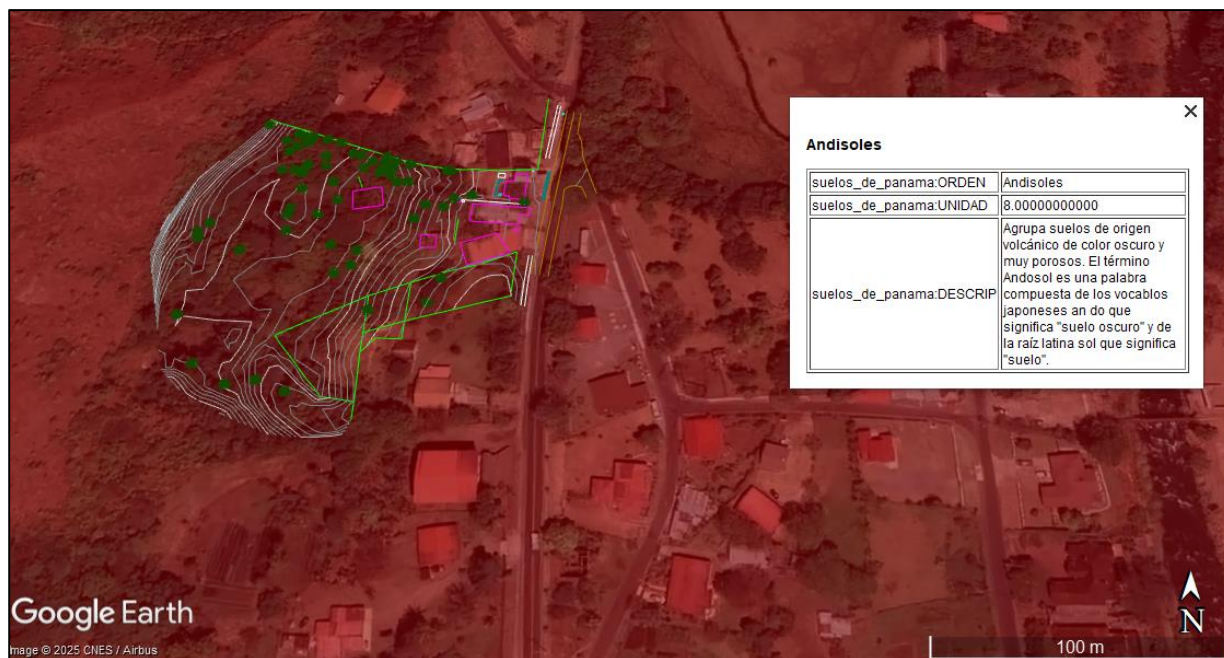 ×
Andisoles
suelos_de_panama:ORDEN Andisoles
suelos_de_panama:UNIDAD 8.00000000000
suelos_de_panama:DESCRIP Agrupa suelos de origen
volcánico de color oscuro y
muy porosos. El término
Andosol es una palabra
compuesta de los vocablos
japoneses an do que
significa "suelo oscuro" y de
la raíz latina sol que significa
"suelo".
Google Earth
Image © 2025 CNES / Airbus
N
100 m